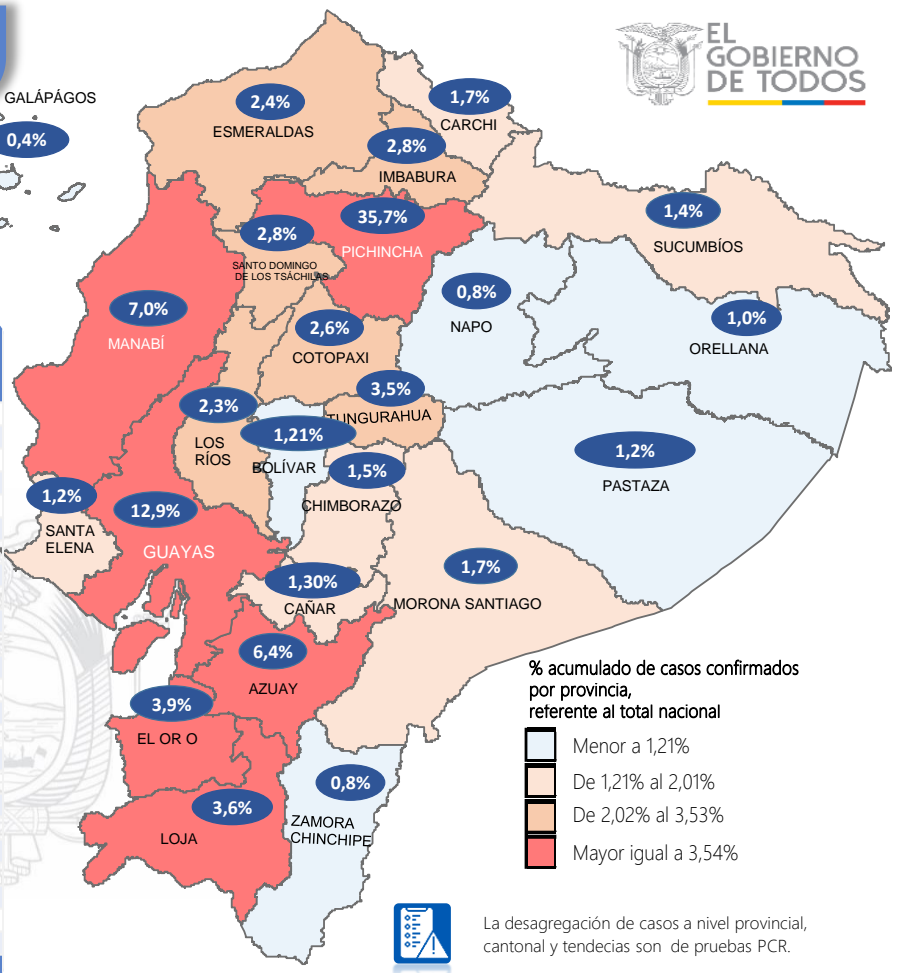 EL
GOBIERNO
DE TODOS
GALÁPÁGOS
0,4%
2,4%
ESMERALDAS
1,7%
CARCHI
2,8%
IMBABURA
35,7%
PICHINCHA
1,4%
SUCUMBÍOS
2,8%
SANTO DOMINGO
DE LOS TSÁCHILAS
7,0%
MANABÍ
0,8%
NAPO
1,0%
ORELLANA
2,6%
COTOPAXI
3,5%
TUNGURAHUA
2,3%
LOS
RÍOS
1,21%
BOLÍVAR
1,5%
CHIMBORAZO
1,2%
PASTAZA
1,2%
SANTA
ELENA
12,9%
GUAYAS
1,30%
CAÑAR
1,7%
MORONA SANTIAGO
6,4%
AZUAY
3,9%
EL OR O
3,6%
LOJA
0,8%
ZAMORA
CHINCHIPE
% acumulado de casos confirmados
por provincia,
referente al total nacional
Menor a 1,21%
De 1,21% al 2,01%
De 2,02% al 3,53%
Mayor igual a 3,54%
La desagregación de casos a nivel provincial,
cantonal y tendecias son de pruebas PCR.